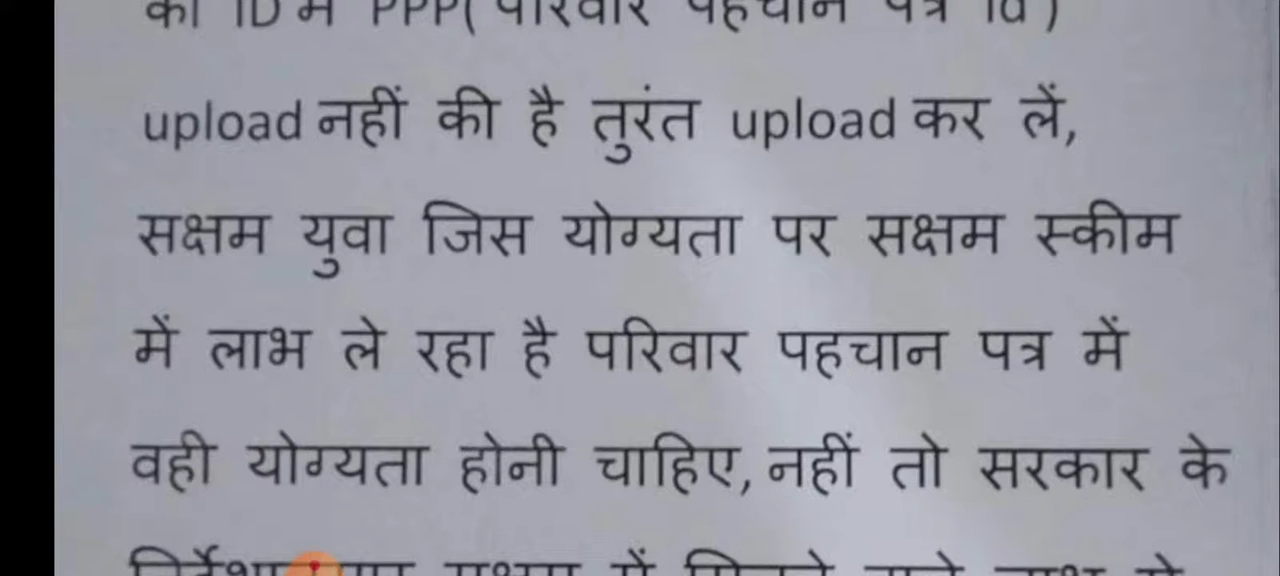 की ID में PPP( परिवार पहचान पत्र id )
upload नहीं की है तुरंत upload कर लें,
सक्षम युवा जिस योग्यता पर सक्षम स्कीम
में लाभ ले रहा है परिवार पहचान पत्र में
वही योग्यता होनी चाहिए, नहीं तो सरकार के